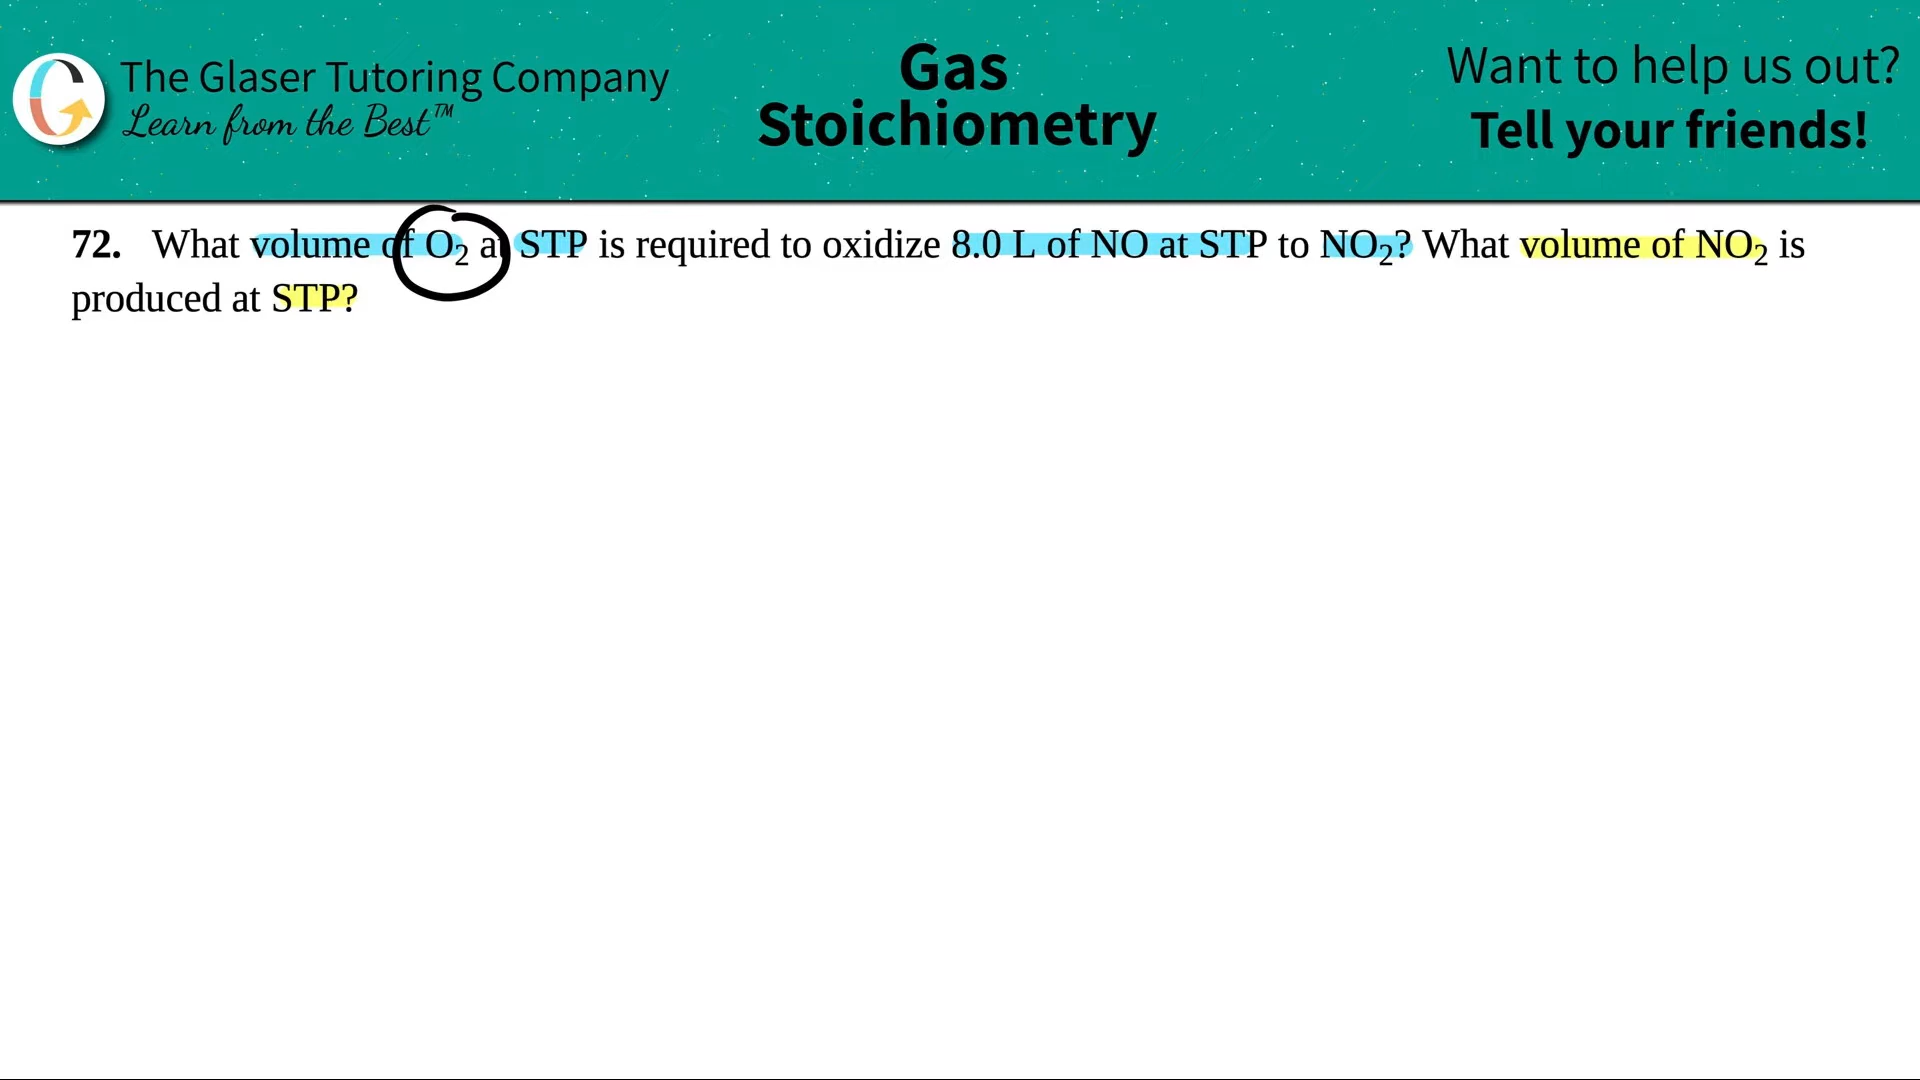 The Glaser Tutoring Company
Learn from the Best™
Gas
Stoichiometry
Want to help us out?
Tell your friends!
72. What volume of O₂ at STP is required to oxidize 8.0 L of NO at STP to NO₂? What volume of NO₂ is
produced at STP?